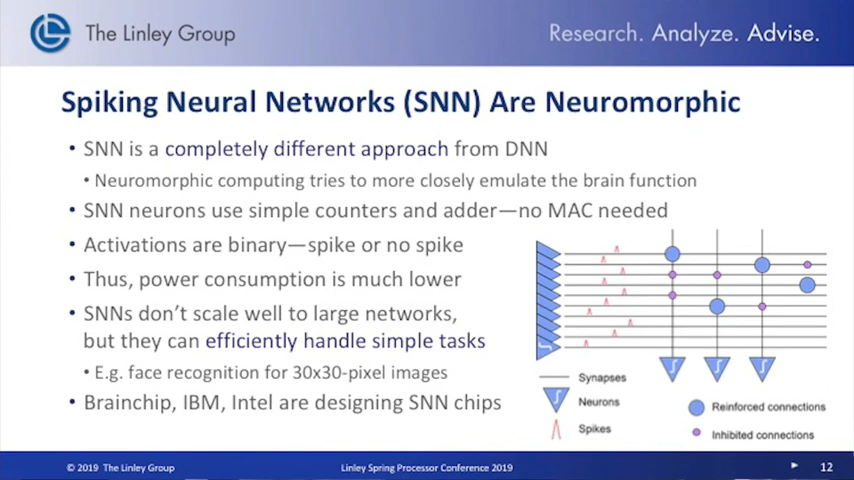 The Linley Group
Research. Analyze. Advise.
Spiking Neural Networks (SNN) Are Neuromorphic
• SNN is a completely different approach from DNN
• Neuromorphic computing tries to more closely emulate the brain function
• SNN neurons use simple counters and adder—no MAC needed
• Activations are binary—spike or no spike
• Thus, power consumption is much lower
• SNNs don’t scale well to large networks,
but they can efficiently handle simple tasks
• E.g. face recognition for 30x30-pixel images
• Brainchip, IBM, Intel are designing SNN chips
Synapses
Neurons
Spikes
Reinforced connections
Inhibited connections
© 2019 The Linley Group
Linley Spring Processor Conference 2019
12